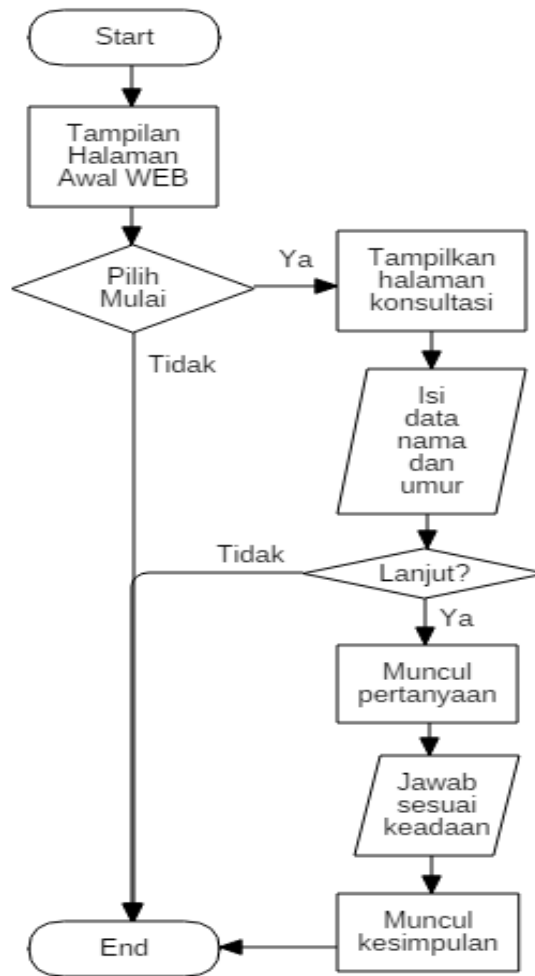 Start
Tampilan
Halaman
Awal WEB
Pilih
Mulai
Ya
Tampilkan
halaman
konsultasi
Tidak
Isi
data
nama
dan
umur
Tidak
Lanjut?
Ya
Muncul
pertanyaan
Jawab
sesuai
keadaan
Muncul
kesimpulan
End